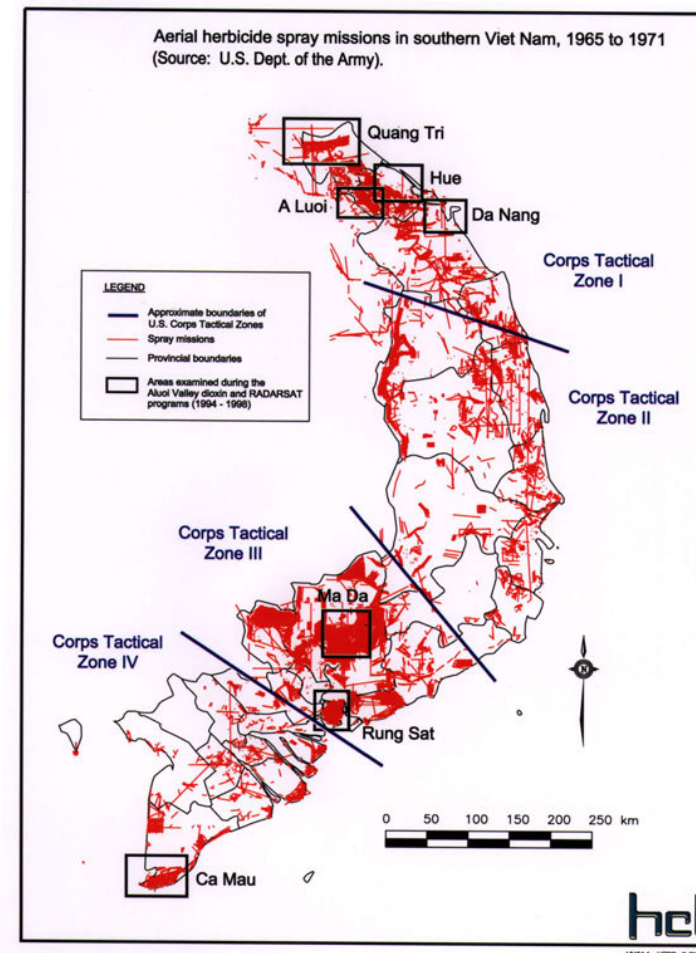 Aerial herbicide spray missions in southern Viet Nam, 1965 to 1971
(Source: U.S. Dept. of the Army).
Quang Tri
Hue
A Luoi
Da Nang
Corps Tactical
Zone I
LEGEND
Approximate boundaries of
U.S. Corps Tactical Zones
Spray missions
Provincial boundaries
Areas examined during the
Aluoi Valley dioxin and RADARSAT
programs (1994 - 1998)
Corps Tactical
Zone II
Corps Tactical
Zone III
Ma Da
Corps Tactical
Zone IV
N
Rung Sat
0 50 100 150 200 250 km
Ca Mau